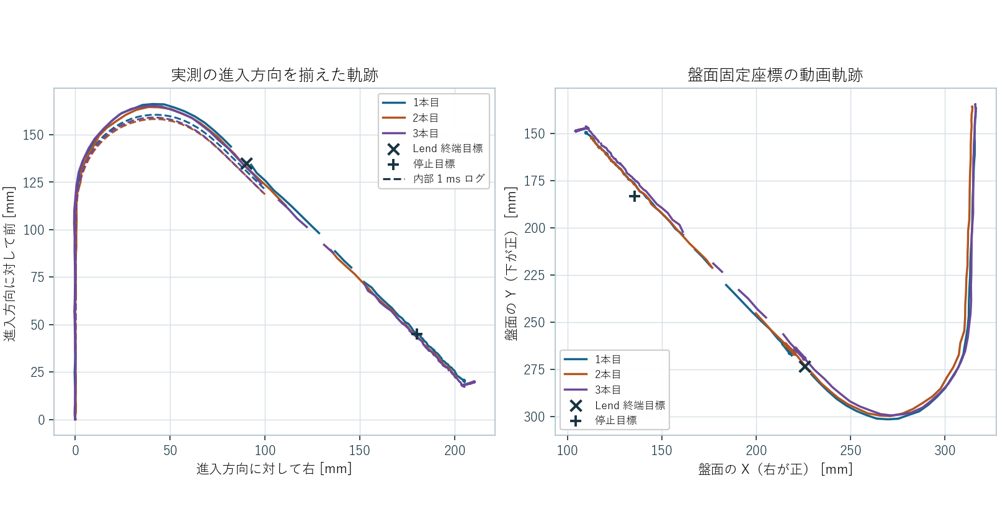 実測の進入方向を揃えた軌跡
1本目
2本目
3本目
Lend 終端目標
停止目標
内部 1 ms ログ
150
125
100
75
50
25
0
進入方向に対して前 [mm]
0
50
100
150
200
進入方向に対して右 [mm]
盤面固定座標の動画軌跡
150
175
200
225
250
275
300
盤面の Y（下が正） [mm]
1本目
2本目
3本目
Lend 終端目標
停止目標
100
150
200
250
300
盤面の X（右が正） [mm]